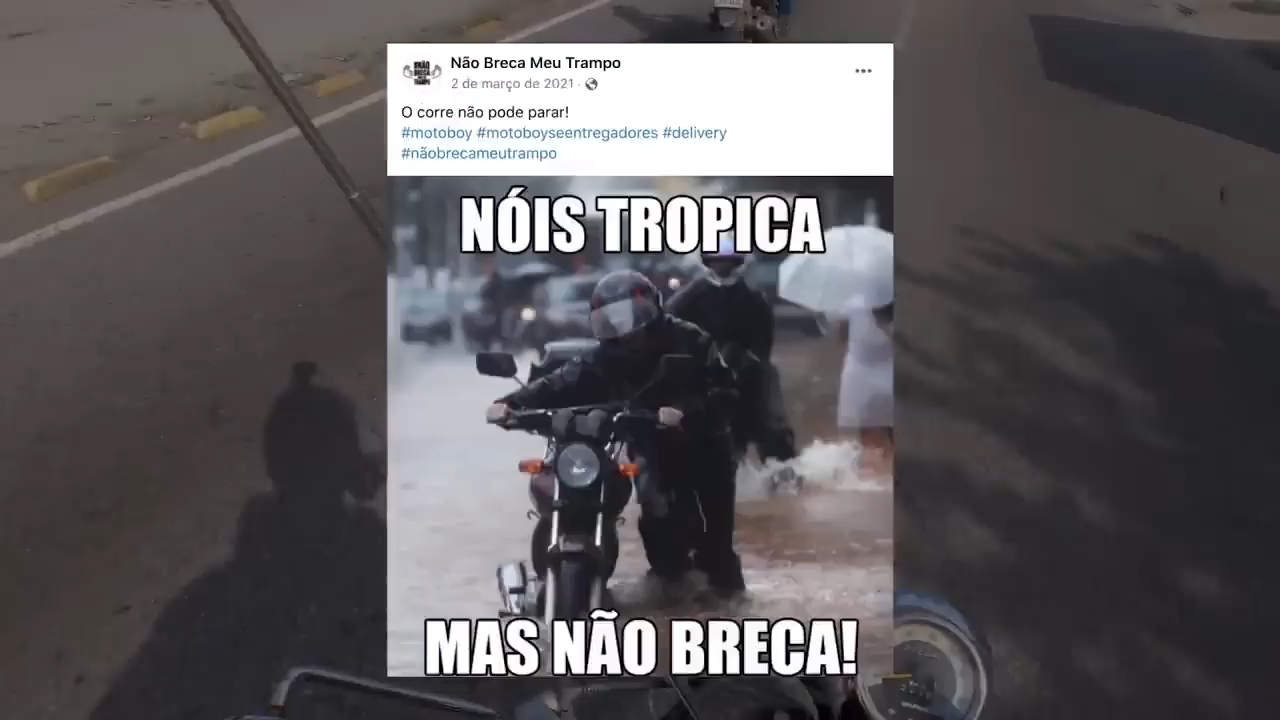 Não Breca Meu Trampo
2 de março de 2021 ·
O corre não pode parar!
#motoboy #motoboyseentregadores #delivery
#nãobrecameutrampo
NÓIS TROPICA
MAS NÃO BRECA!